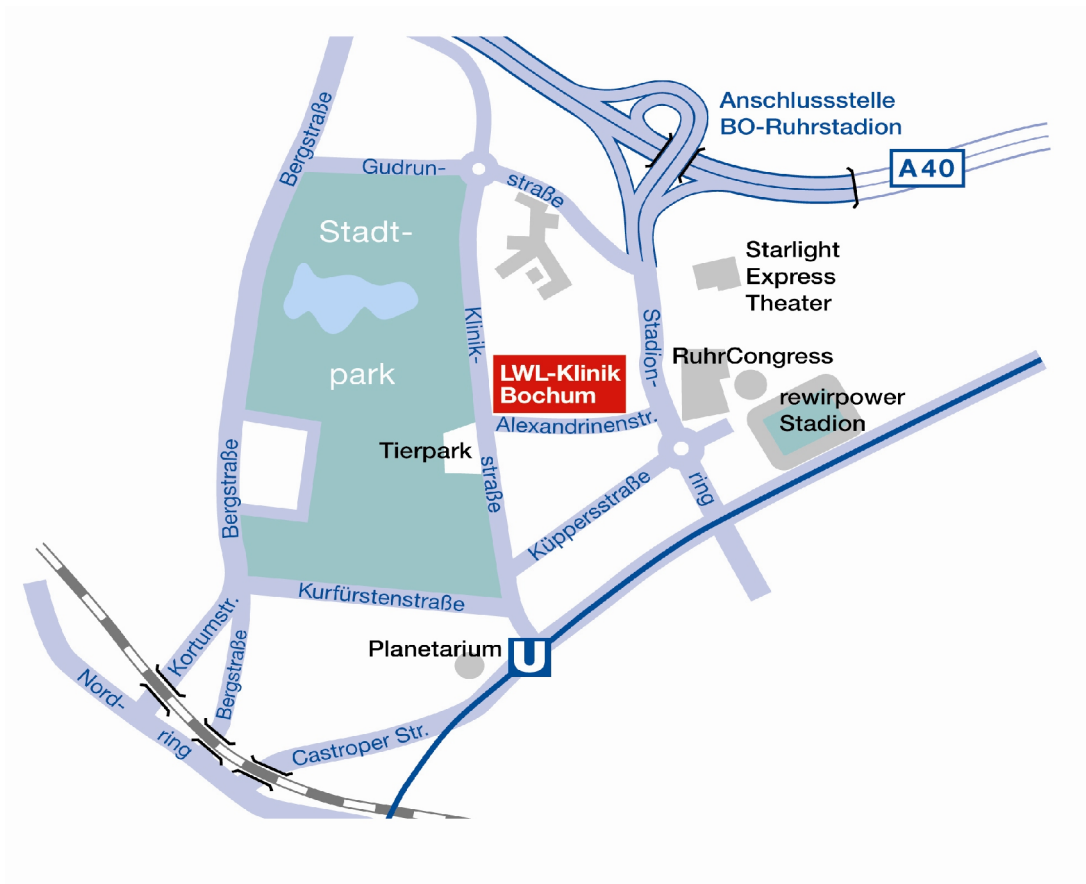 Anschlussstelle
BO-Ruhrstadion
A40
Bergstraße
Gudrun-
straße
Stadt-
park
Starlight
Express
Theater
Klinik-
straße
Stadion-
ring
LWL-Klinik
Bochum
RuhrCongress
rewirpower
Stadion
Alexandrinenstr.
Tierpark
Bergstraße
Küppersstraße
Kurfürstenstraße
Kortumstr.
Bergstraße
Planetarium
U
Nord-
ring
Castroper Str.